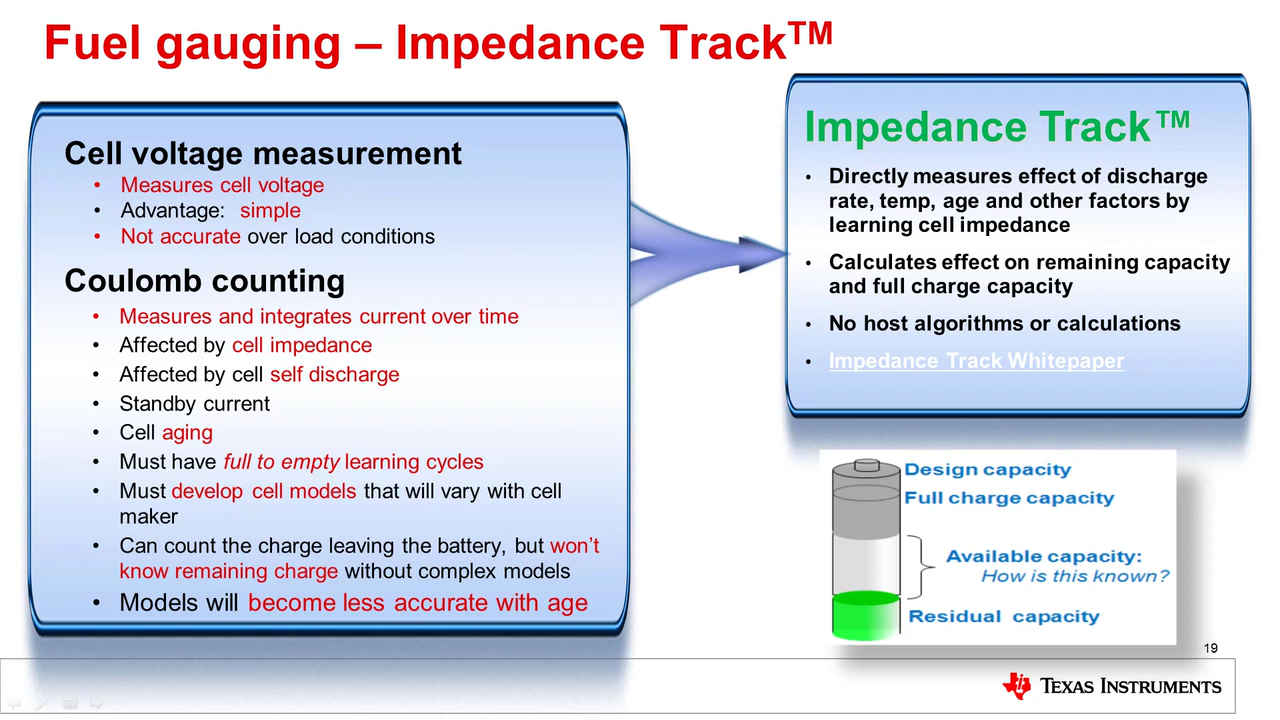 Fuel gauging – Impedance Track™
Cell voltage measurement
• Measures cell voltage
• Advantage: simple
• Not accurate over load conditions
Coulomb counting
• Measures and integrates current over time
• Affected by cell impedance
• Affected by cell self discharge
• Standby current
• Cell aging
• Must have full to empty learning cycles
• Must develop cell models that will vary with cell
maker
• Can count the charge leaving the battery, but won’t
know remaining charge without complex models
• Models will become less accurate with age
Impedance Track™
• Directly measures effect of discharge
rate, temp, age and other factors by
learning cell impedance
• Calculates effect on remaining capacity
and full charge capacity
• No host algorithms or calculations
• Impedance Track Whitepaper
Design capacity
Full charge capacity
Available capacity:
How is this known?
Residual capacity
19
TEXAS INSTRUMENTS